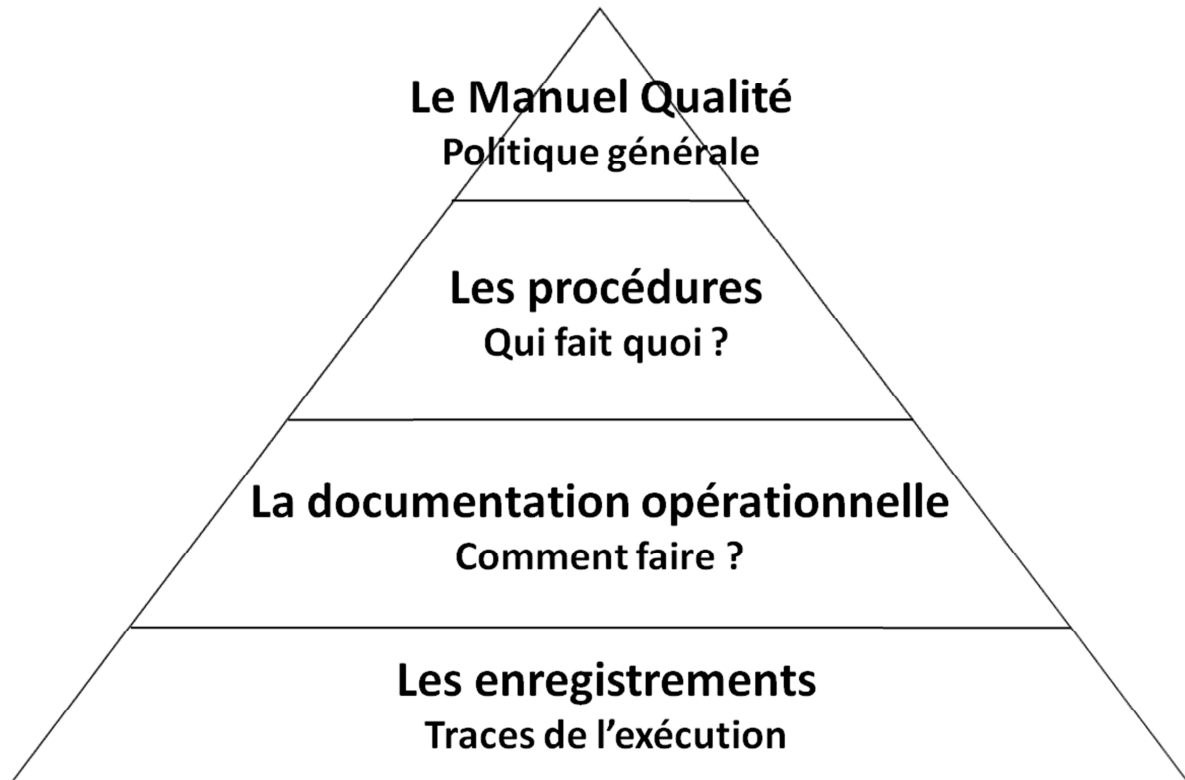 Le Manuel Qualité
Politique générale
Les procédures
Qui fait quoi ?
La documentation opérationnelle
Comment faire ?
Les enregistrements
Traces de l’exécution